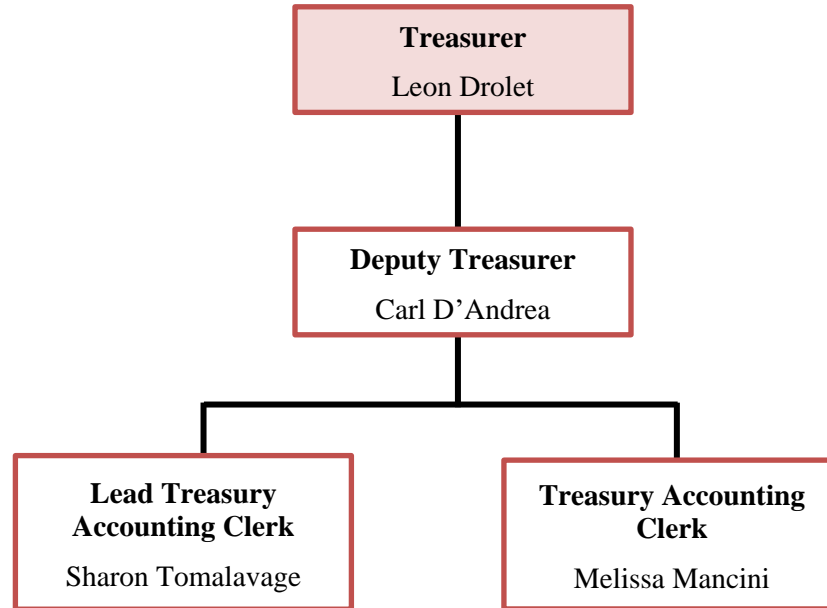 Treasurer
Leon Drolet
Deputy Treasurer
Carl D’Andrea
Lead Treasury
Accounting Clerk
Sharon Tomalavage
Treasury Accounting
Clerk
Melissa Mancini